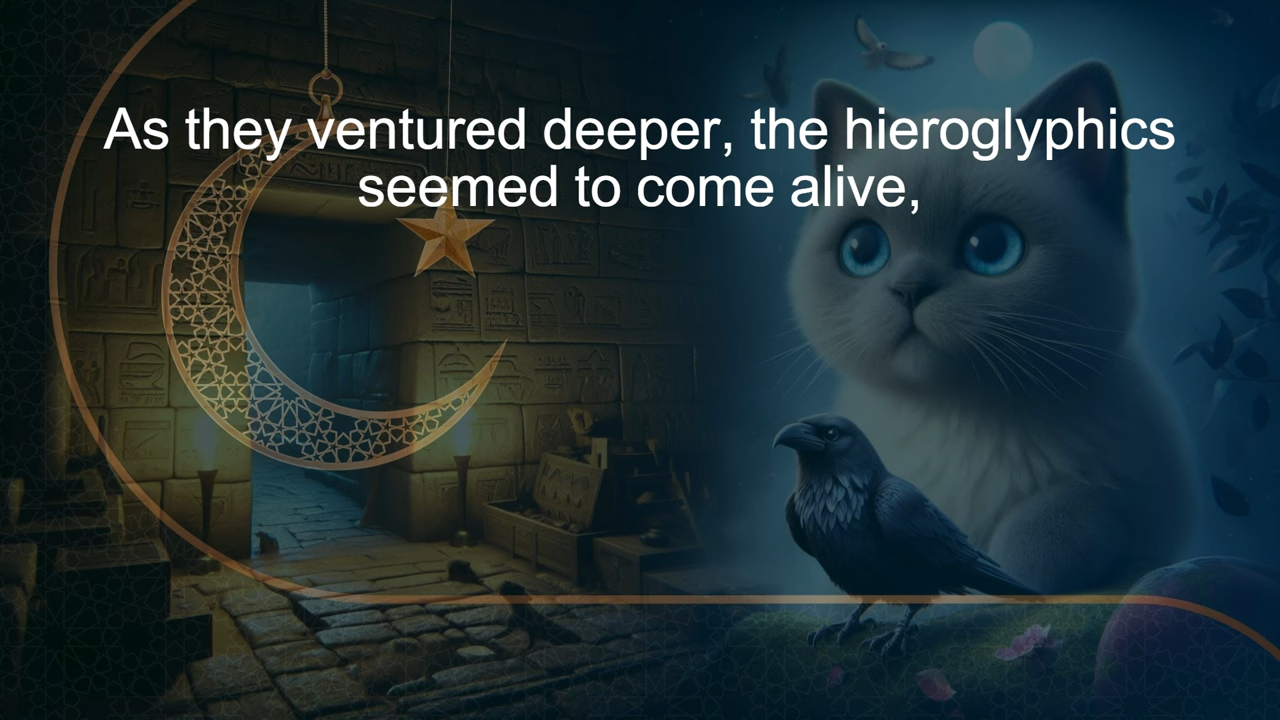 As they ventured deeper, the hieroglyphics
seemed to come alive,